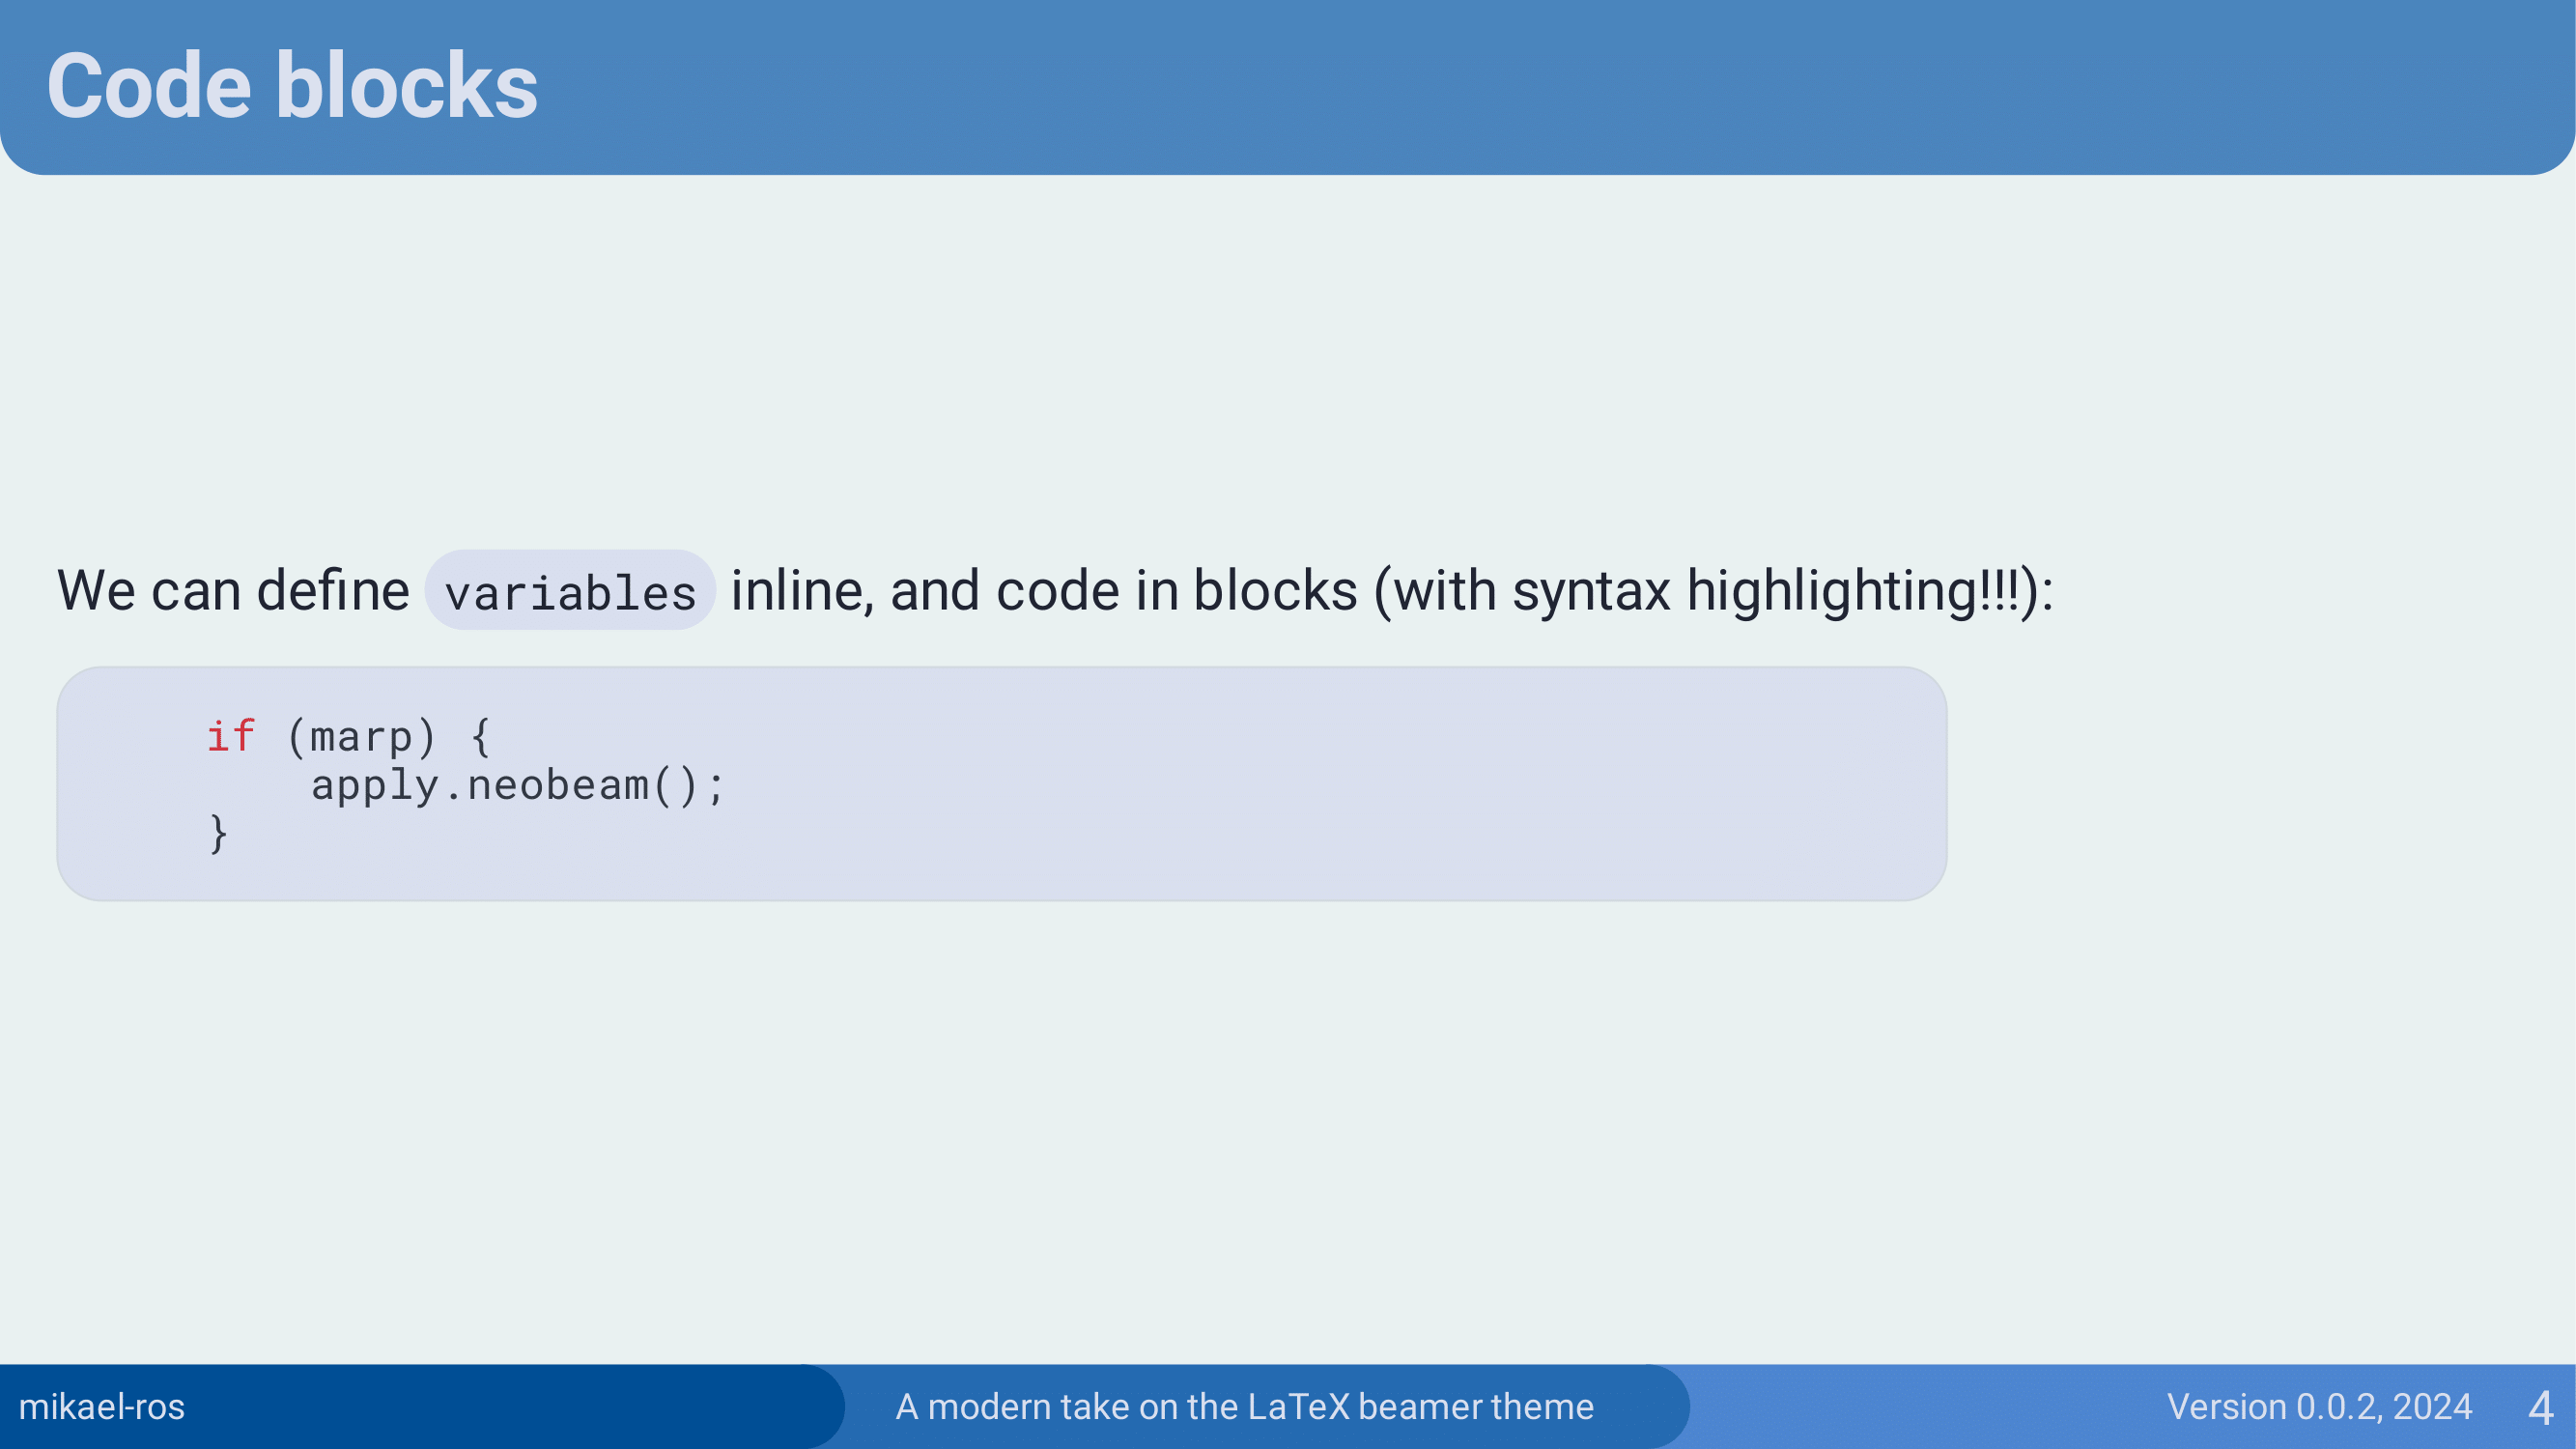 Code blocks
We can define variables inline, and code in blocks (with syntax highlighting!!!):
if (marp) {
    apply.neobeam();
}
mikael-ros
A modern take on the LaTeX beamer theme
Version 0.0.2, 2024
4